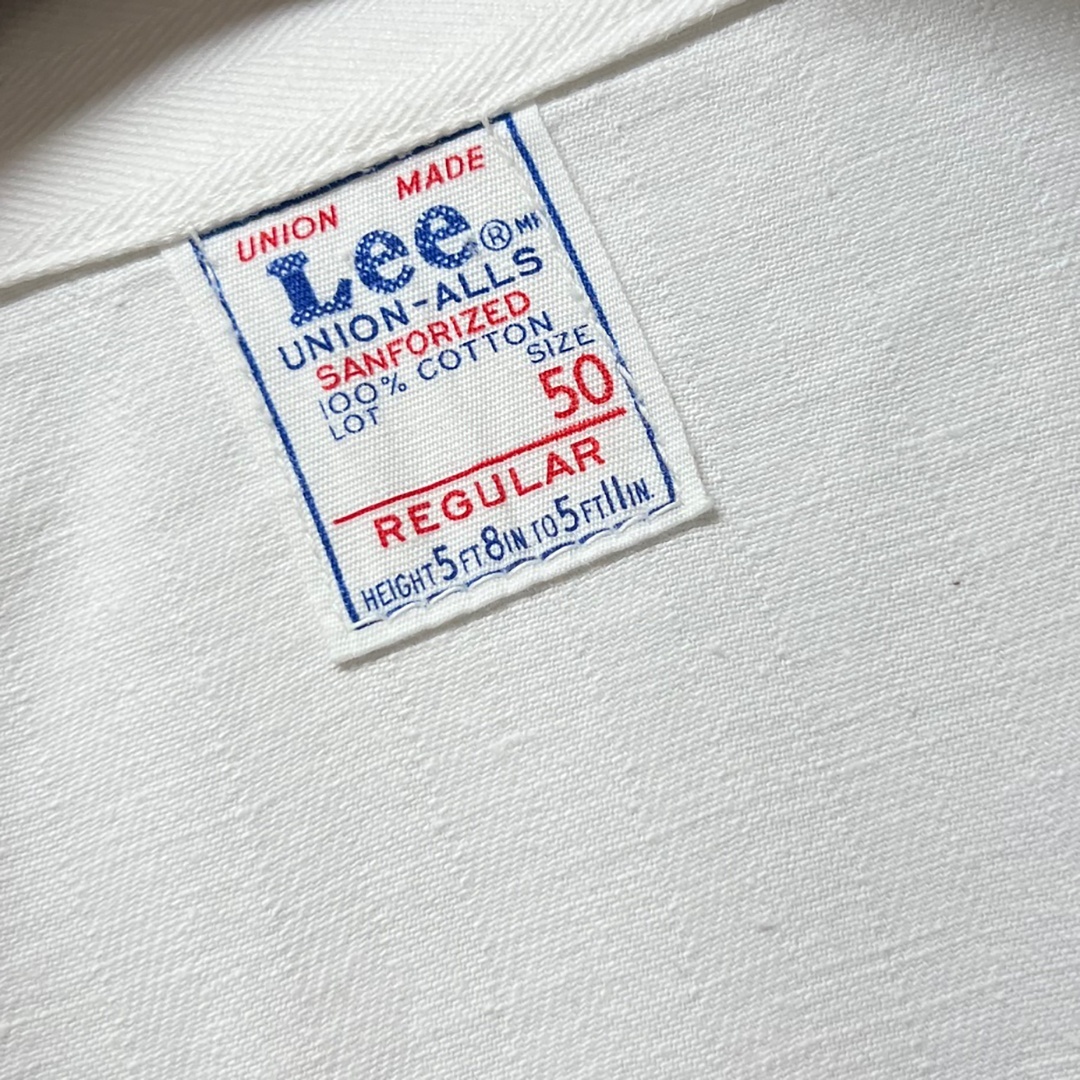 UNION MADE
Lee® MR
UNION-ALLS
SANFORIZED
100% COTTON
LOT SIZE
50
REGULAR
HEIGHT 5 FT 8 IN TO 5 FT. 11 IN.